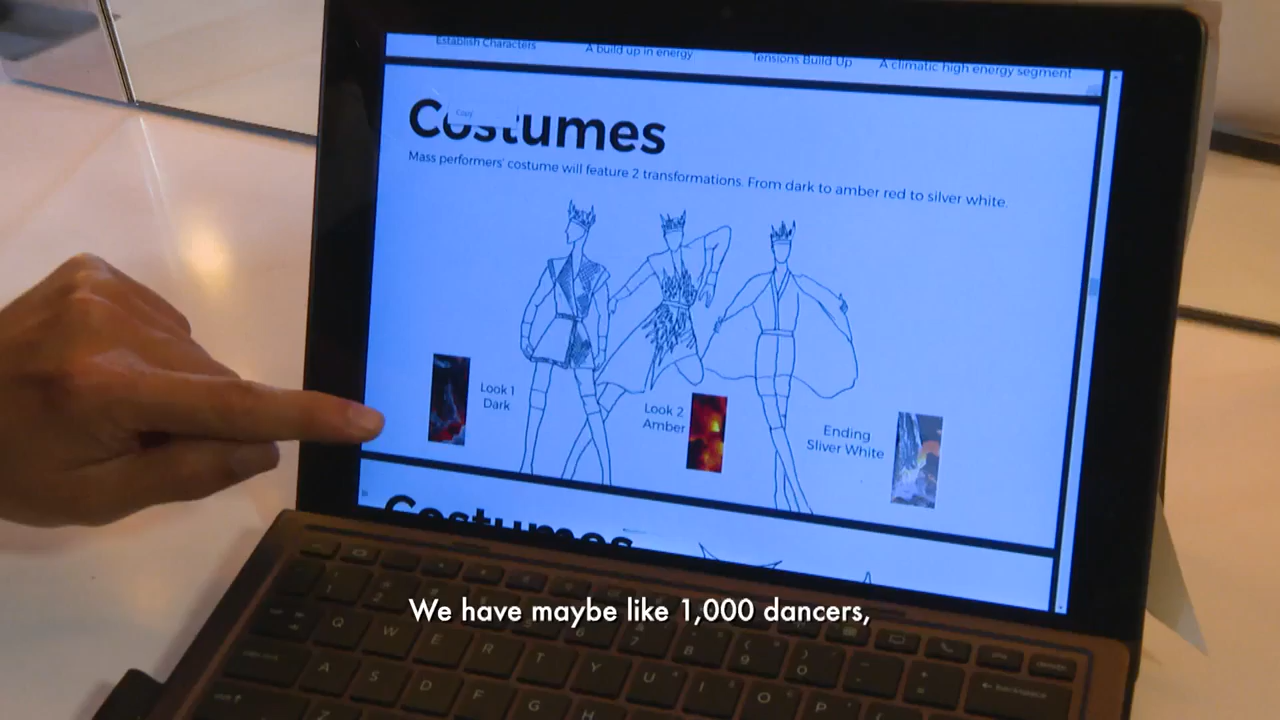 Establish Characters A build up in energy Tensions Build Up A climatic high energy segment
Costumes
Copy
Mass performers' costume will feature 2 transformations. From dark to amber red to silver white.
Look 1
Dark
Look 2
Amber
Ending
Sliver White
Costumes
We have maybe like 1,000 dancers,
Q W E R T Y U I O P
A S D F G H
backspace